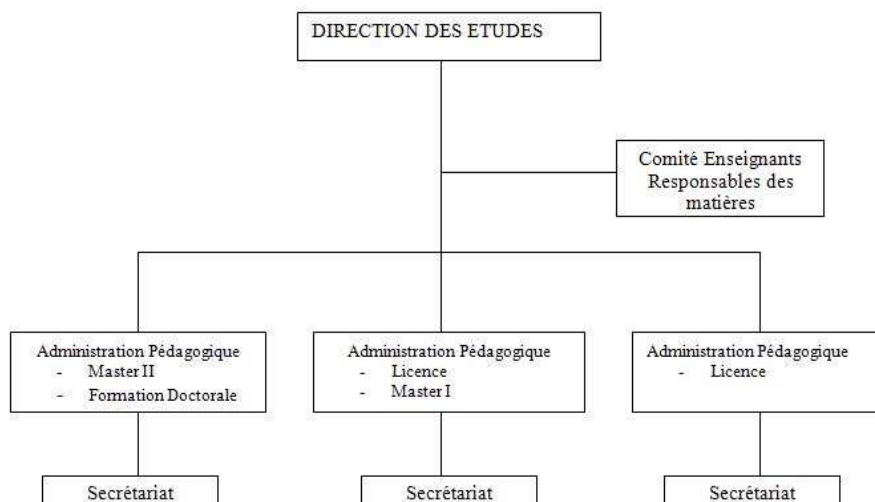 DIRECTION DES ETUDES
Comité Enseignants
Responsables des
matières
Administration Pédagogique
- Master II
- Formation Doctorale
Administration Pédagogique
- Licence
- Master I
Administration Pédagogique
- Licence
Secrétariat
Secrétariat
Secrétariat